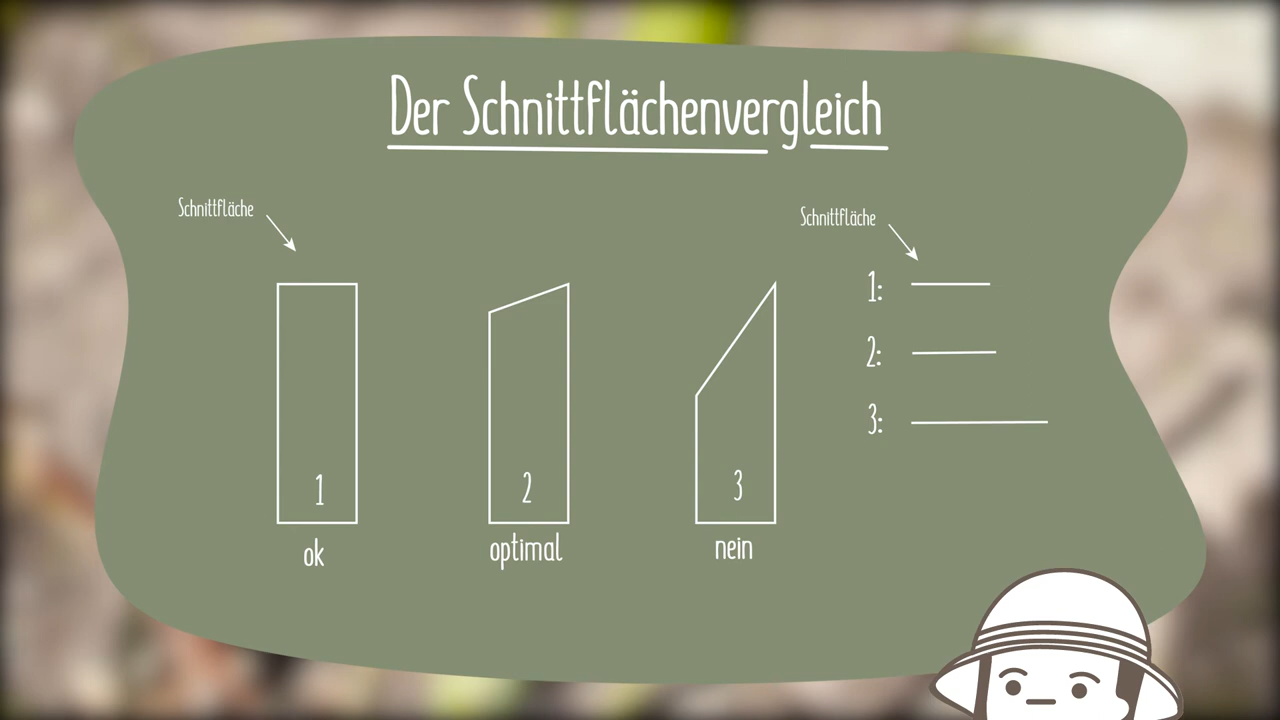 Der Schnittflächenvergleich
Schnittfläche
Schnittfläche
1:
2:
3:
1
2
3
ok
optimal
nein